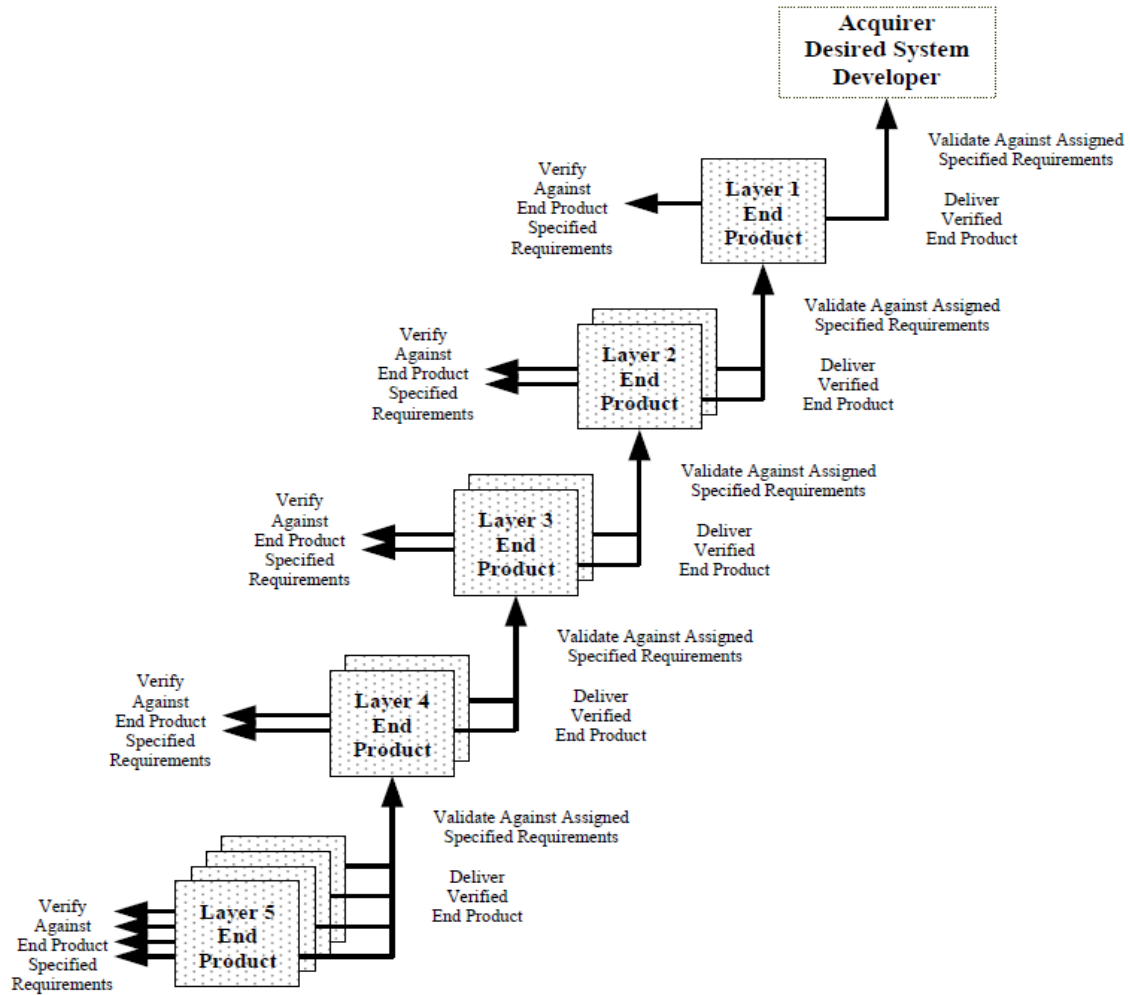 Acquirer
Desired System
Developer
Validate Against Assigned
Specified Requirements
Deliver
Verified
End Product
Verify
Against
End Product
Specified
Requirements
Layer 1
End
Product
Validate Against Assigned
Specified Requirements
Deliver
Verified
End Product
Verify
Against
End Product
Specified
Requirements
Layer 2
End
Product
Validate Against Assigned
Specified Requirements
Deliver
Verified
End Product
Verify
Against
End Product
Specified
Requirements
Layer 3
End
Product
Validate Against Assigned
Specified Requirements
Deliver
Verified
End Product
Verify
Against
End Product
Specified
Requirements
Layer 4
End
Product
Validate Against Assigned
Specified Requirements
Deliver
Verified
End Product
Verify
Against
End Product
Specified
Requirements
Layer 5
End
Product